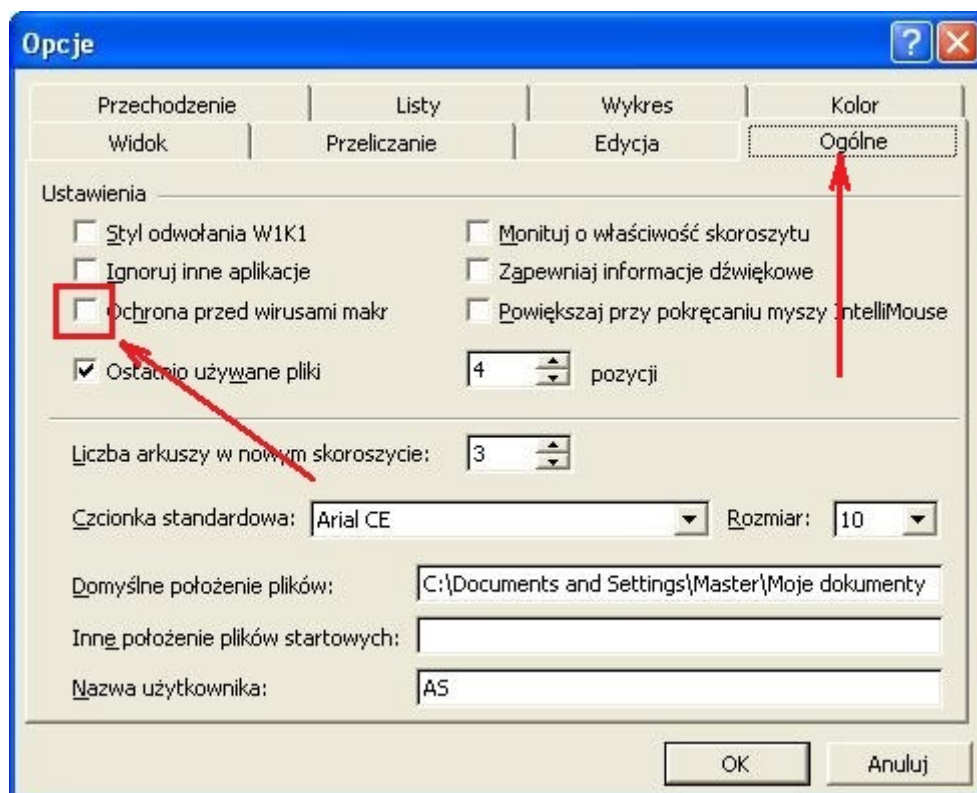 Opcje
Przechodzenie Listy Wykres Kolor
Widok Przeliczanie Edycja Ogólne
Ustawienia
Styl odwołania W1K1 Monituj o właściwość skoroszytu
Ignoruj inne aplikacje Zapewniaj informacje dźwiękowe
Ochrona przed wirusami makr Powiększaj przy pokręcaniu myszy IntelliMouse
Ostatnio używane pliki 4 pozycji
Liczba arkuszy w nowym skoroszycie: 3
Czcionka standardowa: Arial CE Rozmiar: 10
Domyślne położenie plików: C:\Documents and Settings\Master\Moje dokumenty
Inne położenie plików startowych:
Nazwa użytkownika: AS
OK Anuluj